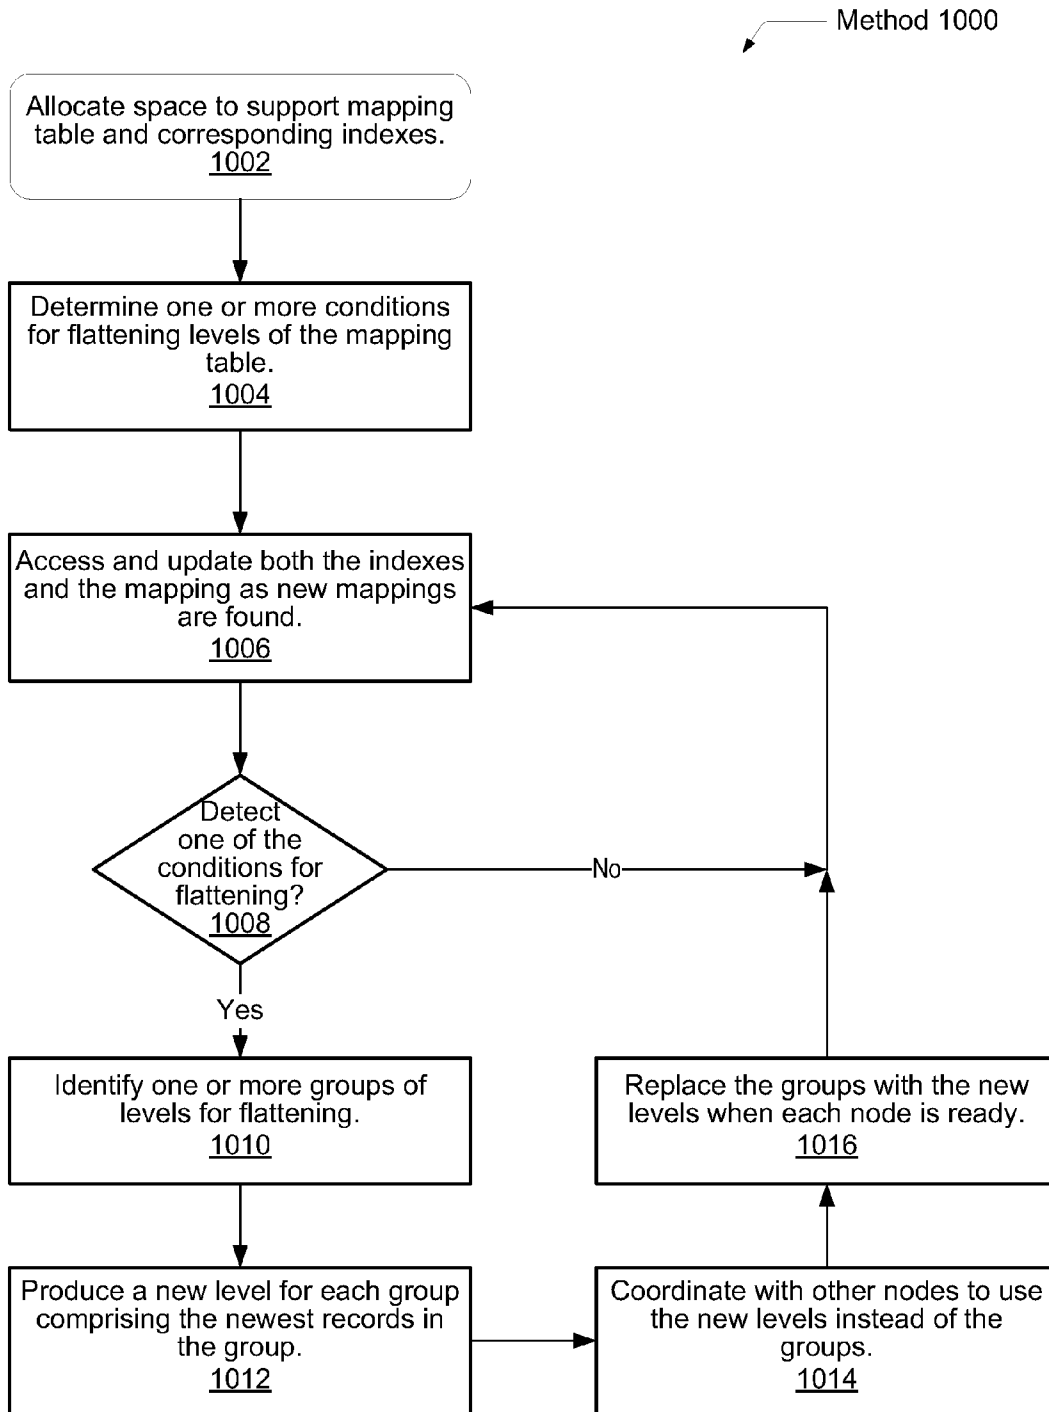 Method 1000
Allocate space to support mapping
table and corresponding indexes.
1002
Determine one or more conditions
for flattening levels of the mapping
table.
1004
Access and update both the indexes
and the mapping as new mappings
are found.
1006
Detect
one of the
conditions for
flattening?
1008
No
Yes
Identify one or more groups of
levels for flattening.
1010
Produce a new level for each group
comprising the newest records in
the group.
1012
Coordinate with other nodes to use
the new levels instead of the
groups.
1014
Replace the groups with the new
levels when each node is ready.
1016